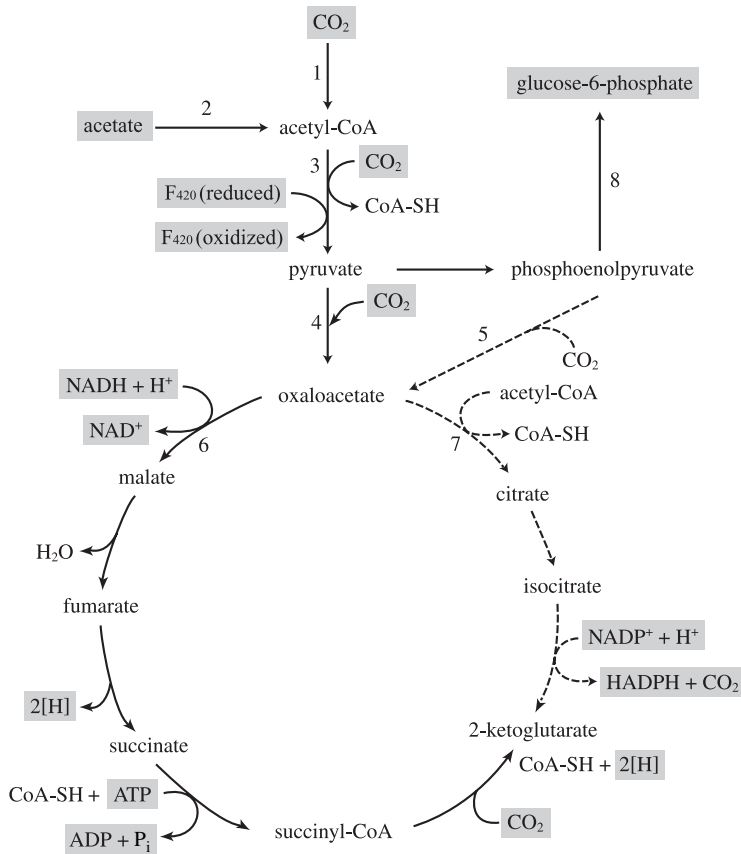 CO₂
1
glucose-6-phosphate
2
acetate
acetyl-CoA
3
CO₂
8
F₄₂₀ (reduced)
CoA-SH
F₄₂₀ (oxidized)
pyruvate
phosphoenolpyruvate
CO₂
4
5
CO₂
NADH + H⁺
oxaloacetate
acetyl-CoA
NAD⁺
CoA-SH
6
7
malate
citrate
H₂O
isocitrate
fumarate
NADP⁺ + H⁺
HADPH + CO₂
2[H]
2-ketoglutarate
succinate
CoA-SH + 2[H]
CoA-SH + ATP
CO₂
succinyl-CoA
ADP + Pᵢ